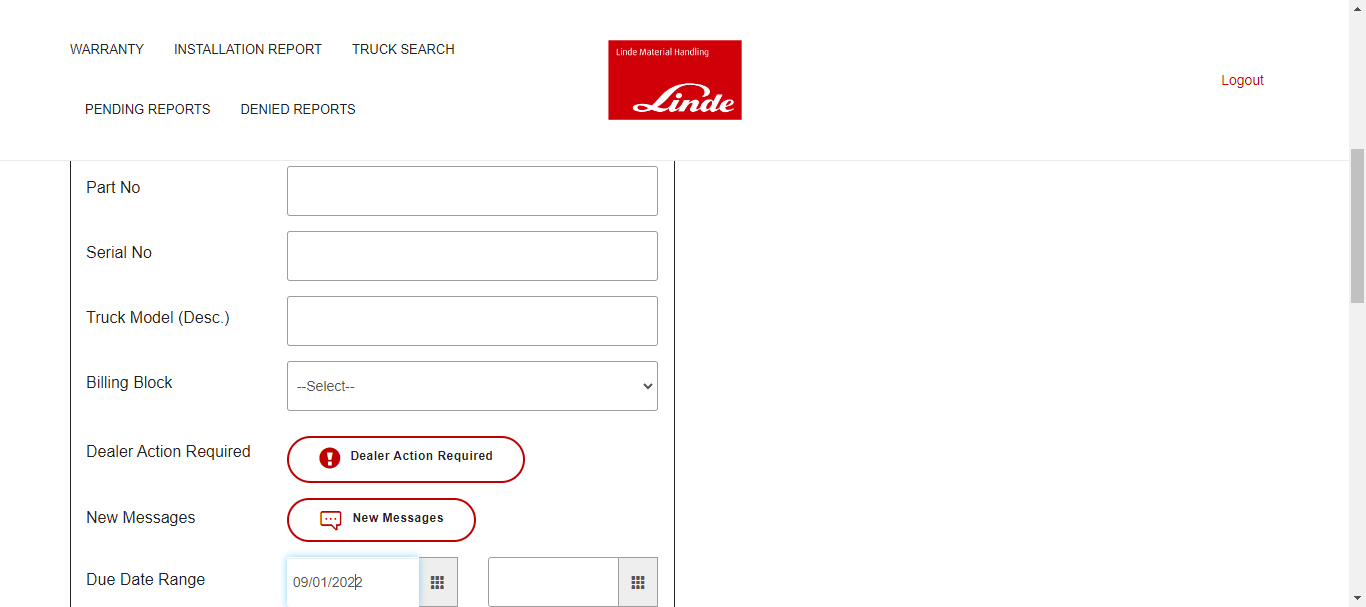 WARRANTY INSTALLATION REPORT TRUCK SEARCH
Linde Material Handling
Linde
Logout
PENDING REPORTS DENIED REPORTS
Part No
Serial No
Truck Model (Desc.)
Billing Block --Select--
Dealer Action Required Dealer Action Required
New Messages New Messages
Due Date Range 09/01/2022